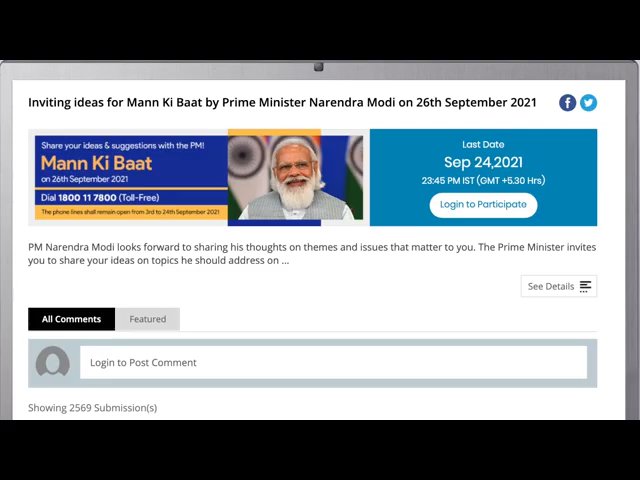 Inviting ideas for Mann Ki Baat by Prime Minister Narendra Modi on 26th September 2021
Share your ideas & suggestions with the PM!
Mann Ki Baat
on 26th September 2021
Dial 1800 11 7800 (Toll-Free)
The phone lines shall remain open from 3rd to 24th September 2021
Last Date
Sep 24,2021
23:45 PM IST (GMT +5.30 Hrs)
Login to Participate
PM Narendra Modi looks forward to sharing his thoughts on themes and issues that matter to you. The Prime Minister invites
you to share your ideas on topics he should address on ...
See Details
All Comments
Featured
Login to Post Comment
Showing 2569 Submission(s)